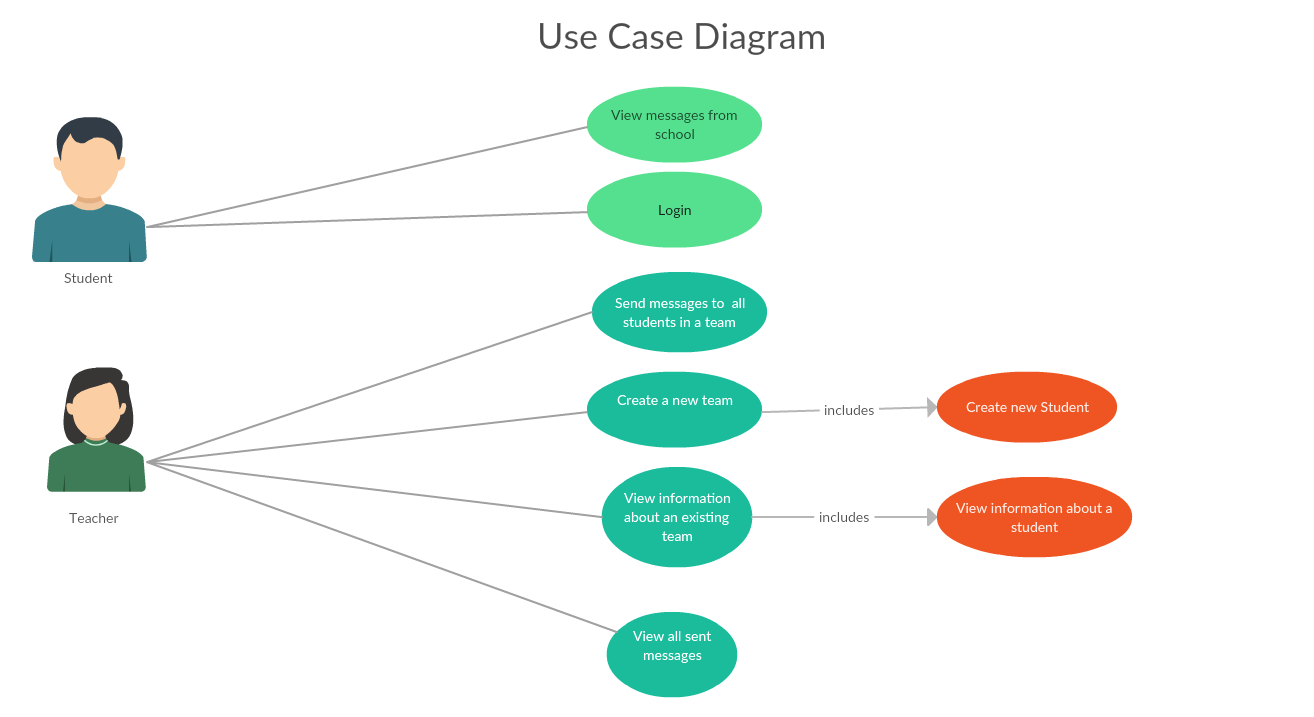 Use Case Diagram
View messages from
school
Login
Student
Send messages to  all
students in a team
Create a new team
includes
Create new Student
View information
about an existing
team
includes
View information about a
student
Teacher
View all sent
messages